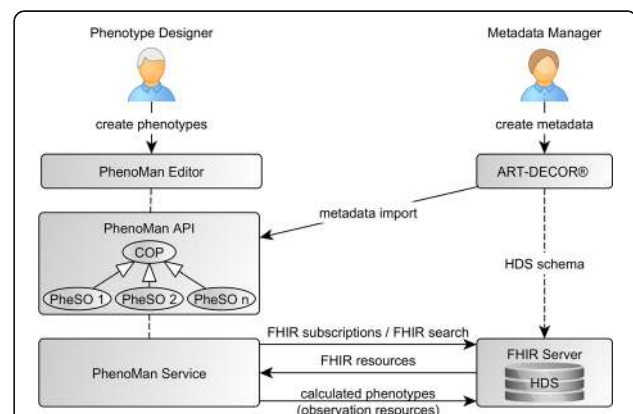 Phenotype Designer
Metadata Manager
create phenotypes
create metadata
PhenoMan Editor
ART-DECOR®
metadata import
PhenoMan API
COP
PheSO 1
PheSO 2
PheSO n
HDS schema
FHIR subscriptions / FHIR search
FHIR resources
PhenoMan Service
FHIR Server
HDS
calculated phenotypes
(observation resources)